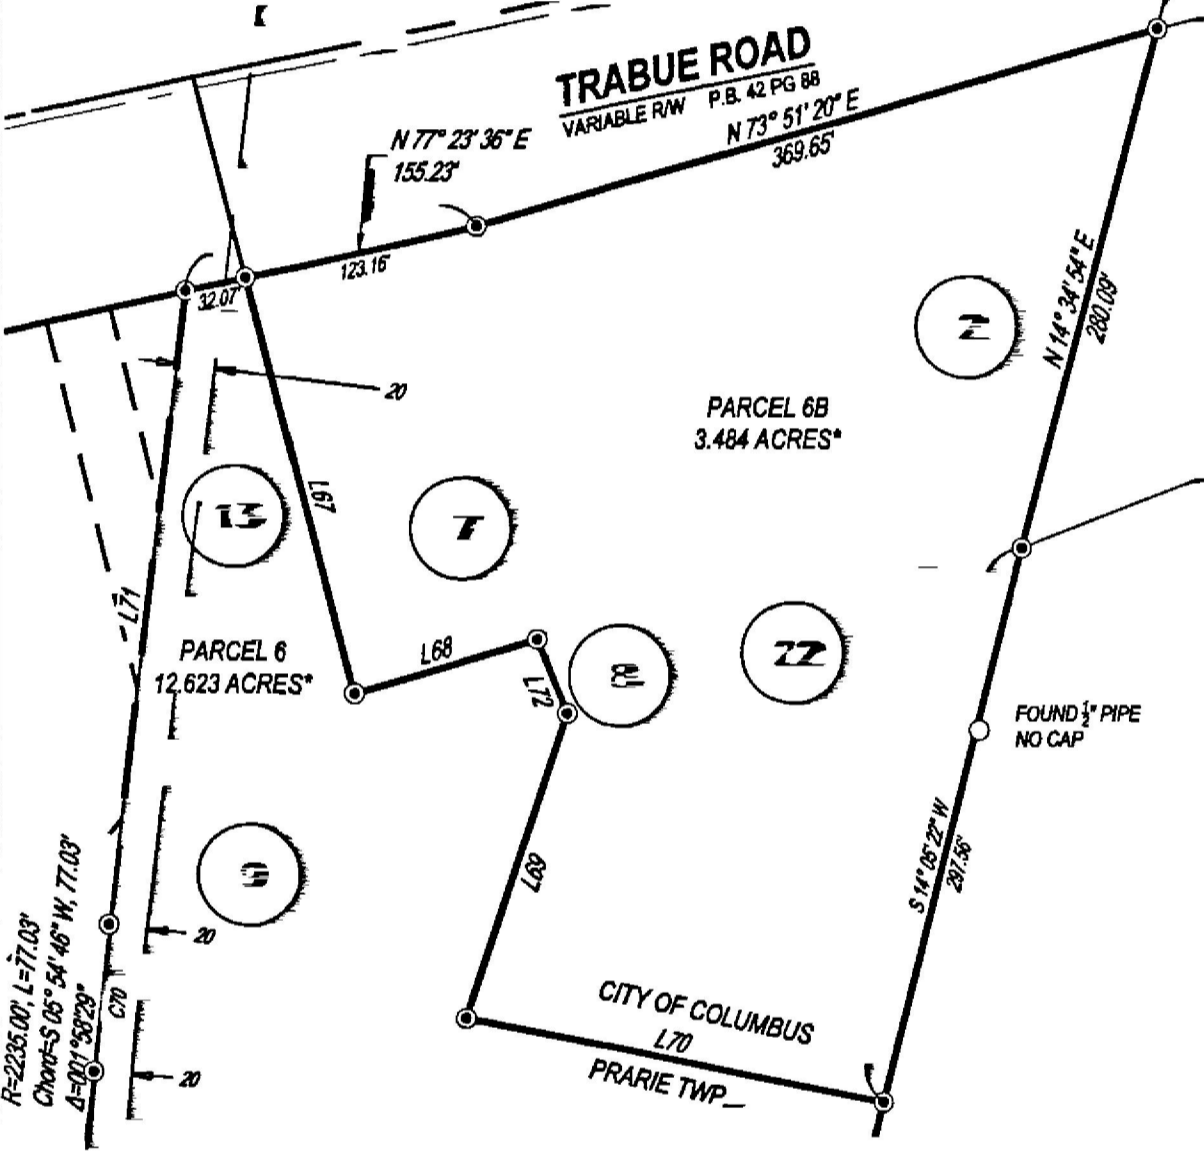 TRABUE ROAD
VARIABLE R/W P.B. 42 PG 88
N 73° 51' 20" E
369.65'
N 77° 23' 36" E
155.23'
123.16'
32.07'
20
2
N 14° 34' 54" E
280.09'
PARCEL 6B
3.484 ACRES*
L67
13
7
L71
PARCEL 6
12.623 ACRES*
L68
L72
8
22
FOUND ½" PIPE
NO CAP
S 14° 05' 22" W
297.56'
L69
9
20
R=2235.00', L=77.03'
Chord=S 05° 54' 46" W, 77.03'
Δ=001°58'29"
C70
20
CITY OF COLUMBUS
L70
PRARIE TWP